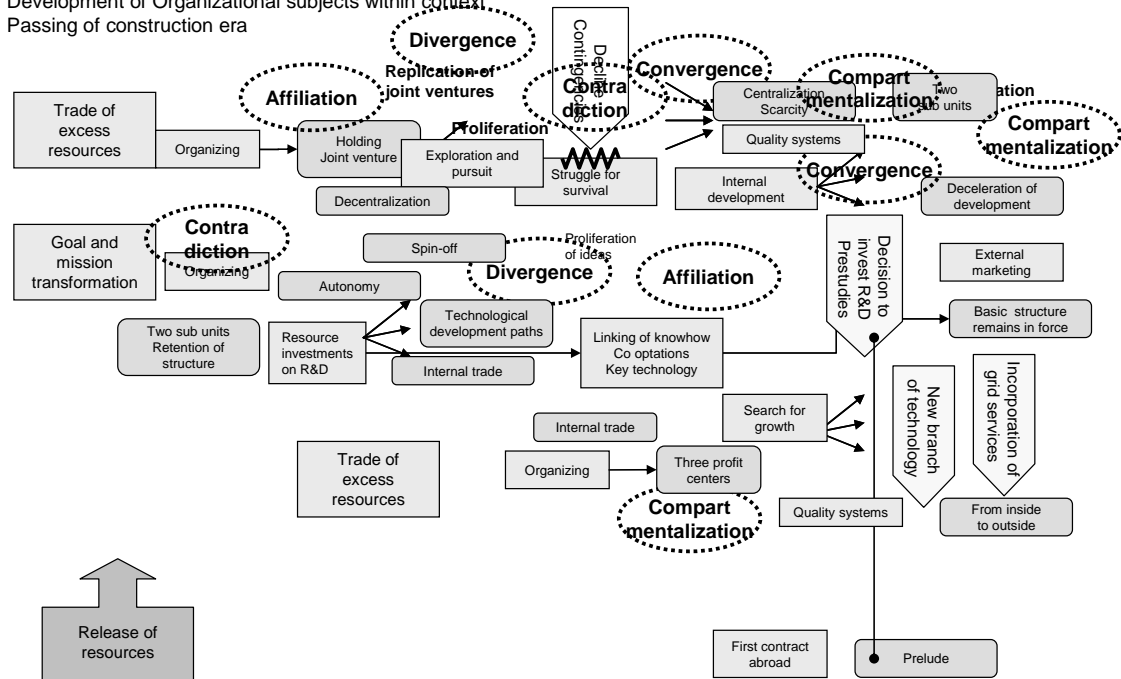 Development of Organizational subjects within context
Passing of construction era
Divergence
Replication of
joint ventures
Decline
Contingencies
Convergence
Affiliation
Contra
diction
Compart
mentalization
Two
sub units
Compart
mentalization
Trade of
excess
resources
Organizing
Holding
Joint venture
Proliferation
Exploration and
pursuit
Struggle for
survival
Centralization
Scarcity
Quality systems
Convergence
Internal
development
Deceleration of
development
Decentralization
Goal and
mission
transformation
Contra
diction
Organizing
Spin-off
Proliferation
of ideas
Divergence
Affiliation
Autonomy
Decision to
invest R&D
Prestudies
External
marketing
Two sub units
Retention of
structure
Resource
investments
on R&D
Technological
development paths
Internal trade
Linking of knowhow
Co optations
Key technology
Basic structure
remains in force
New branch
of technology
Incorporation of
grid services
Search for
growth
Internal trade
Organizing
Three profit
centers
Trade of
excess
resources
Compart
mentalization
Quality systems
From inside
to outside
Release of
resources
First contract
abroad
Prelude